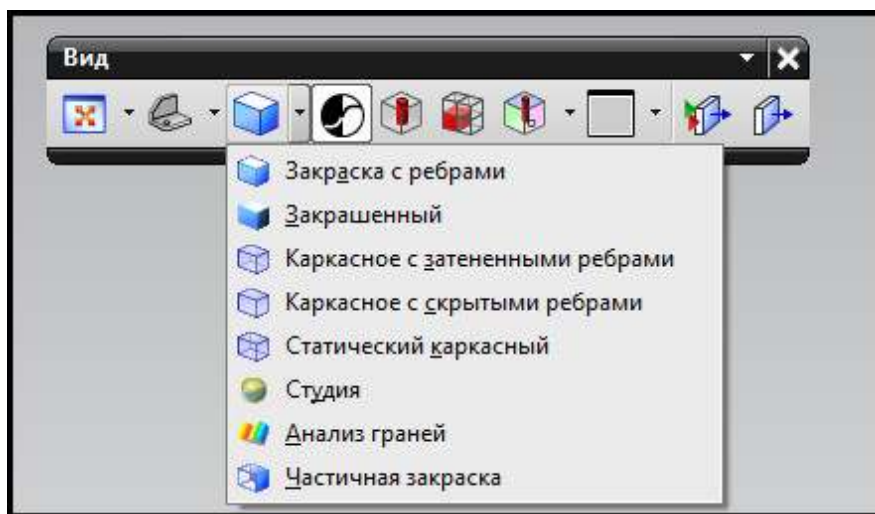 Вид
Закраска с ребрами
Закрашенный
Каркасное с затененными ребрами
Каркасное с скрытыми ребрами
Статический каркасный
Студия
Анализ граней
Частичная закраска